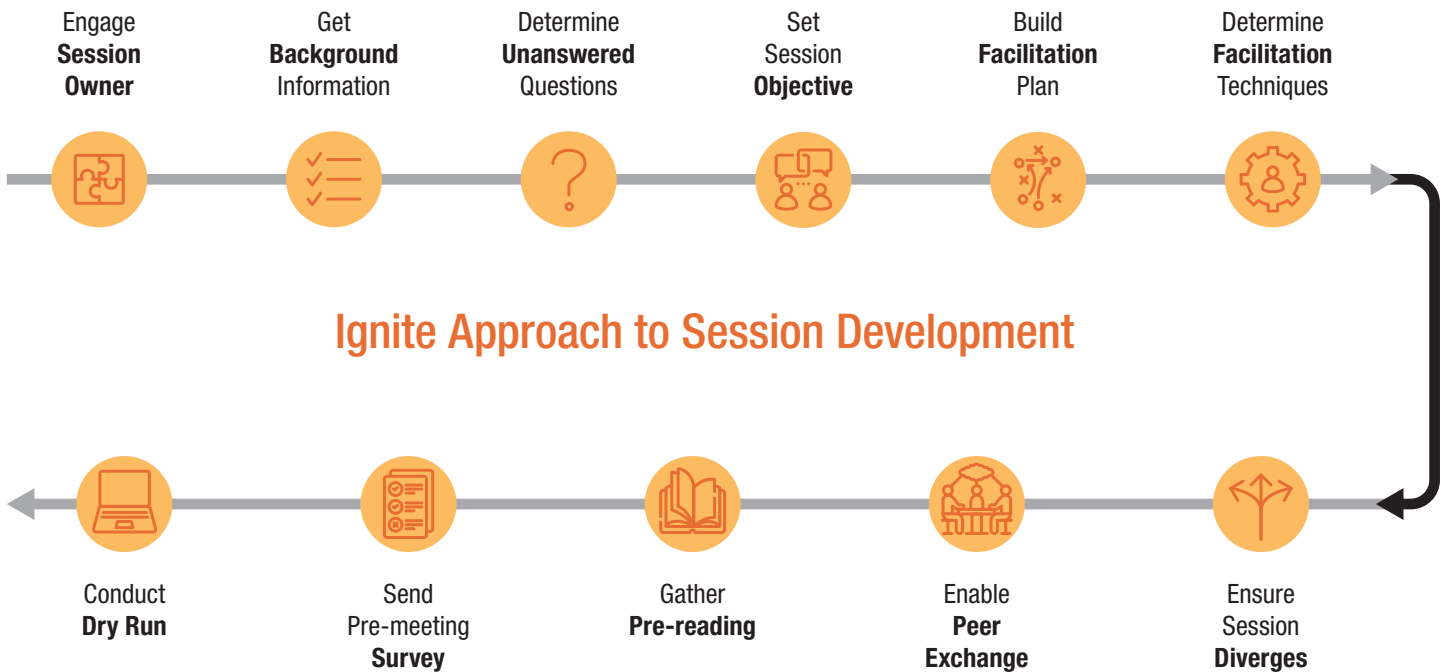 Engage
Session
Owner
Get
Background
Information
Determine
Unanswered
Questions
Set
Session
Objective
Build
Facilitation
Plan
Determine
Facilitation
Techniques
Ignite Approach to Session Development
Conduct
Dry Run
Send
Pre-meeting
Survey
Gather
Pre-reading
Enable
Peer
Exchange
Ensure
Session
Diverges